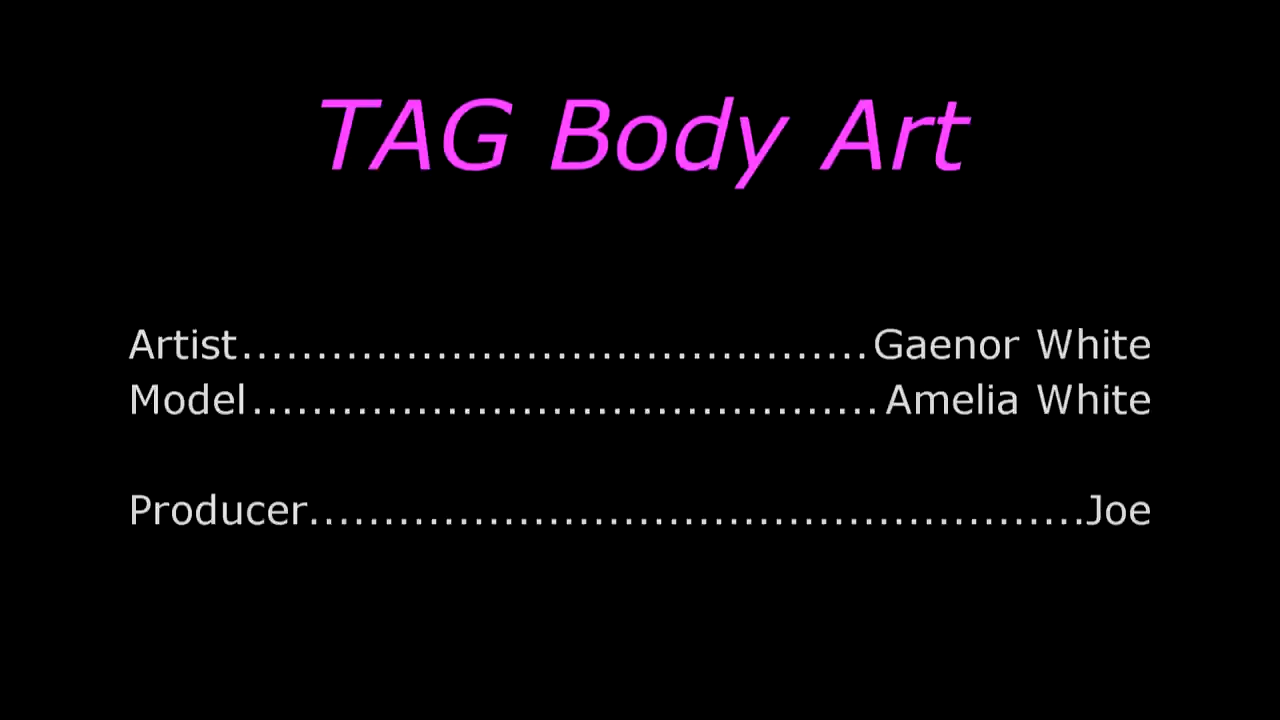 TAG Body Art
Artist..........................................Gaenor White
Model..........................................Amelia White
Producer....................................................Joe